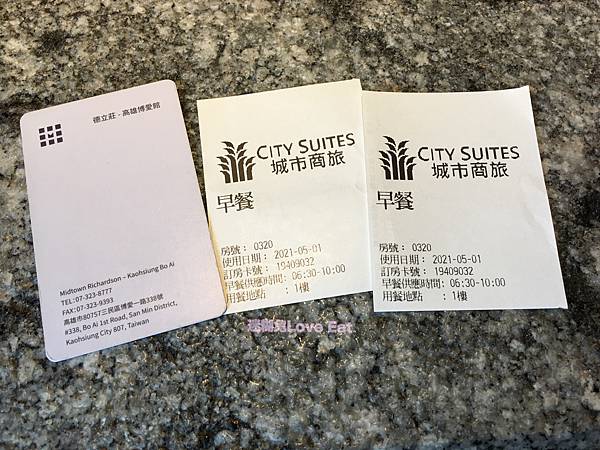 德立莊 - 高雄博愛館
M
Midtown Richardson – Kaohsiung Bo Ai
TEL:07-323-8777
FAX:07-323-9393
高雄市80757三民區博愛一路338號
#338, Bo Ai 1st Road, San Min District,
Kaohsiung City 807, Taiwan
CITY SUITES
城市商旅
早餐
房號： 0320
使用日期： 2021-05-01
訂房卡號： 19409032
早餐供應時間: 06:30-10:00
用餐地點 ： 1樓
CITY SUITES
城市商旅
早餐
房號： 0320
使用日期： 2021-05-01
訂房卡號： 19409032
早餐供應時間: 06:30-10:00
用餐地點 ： 1樓
Love Eat